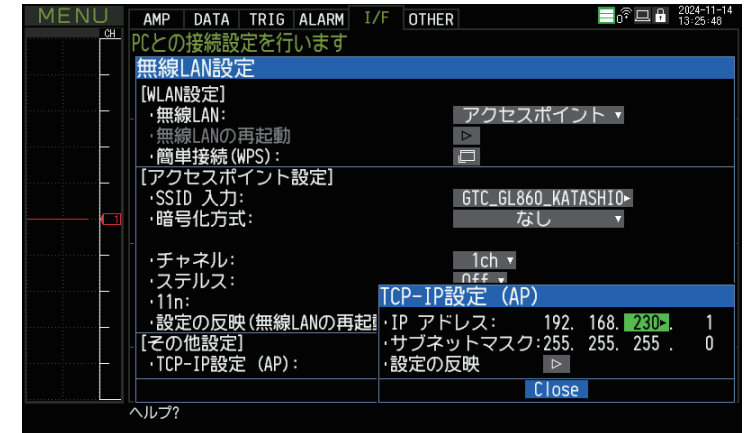 MENU AMP DATA TRIG ALARM I/F OTHER 2024-11-14
13:25:48
CH
PCとの接続設定を行います
無線LAN設定
[WLAN設定]
・無線LAN: アクセスポイント
・無線LANの再起動
・簡単接続(WPS):
[アクセスポイント設定]
・SSID 入力: GTC_GL860_KATASHIO
1
・暗号化方式: なし
・チャネル: 1ch
・ステルス: Off
・11n:
・設定の反映(無線LANの再起
[その他設定]
・TCP-IP設定 (AP):
TCP-IP設定 (AP)
・IP アドレス: 192. 168. 230. 1
・サブネットマスク:255. 255. 255 . 0
・設定の反映
Close
ヘルプ?